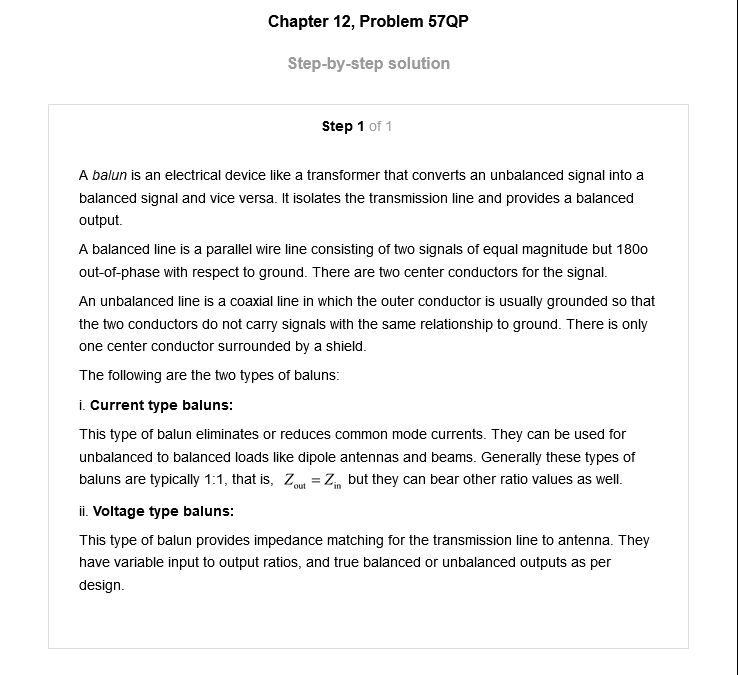 Chapter 12, Problem 57QP
Step-by-step solution
Step 1 of 1
A balun is an electrical device like a transformer that converts an unbalanced signal into a
balanced signal and vice versa. It isolates the transmission line and provides a balanced
output.
A balanced line is a parallel wire line consisting of two signals of equal magnitude but 180o
out-of-phase with respect to ground. There are two center conductors for the signal.
An unbalanced line is a coaxial line in which the outer conductor is usually grounded so that
the two conductors do not carry signals with the same relationship to ground. There is only
one center conductor surrounded by a shield.
The following are the two types of baluns:
i. Current type baluns:
This type of balun eliminates or reduces common mode currents. They can be used for
unbalanced to balanced loads like dipole antennas and beams. Generally these types of
baluns are typically 1:1, that is, Z_out = Z_in but they can bear other ratio values as well.
ii. Voltage type baluns:
This type of balun provides impedance matching for the transmission line to antenna. They
have variable input to output ratios, and true balanced or unbalanced outputs as per
design.